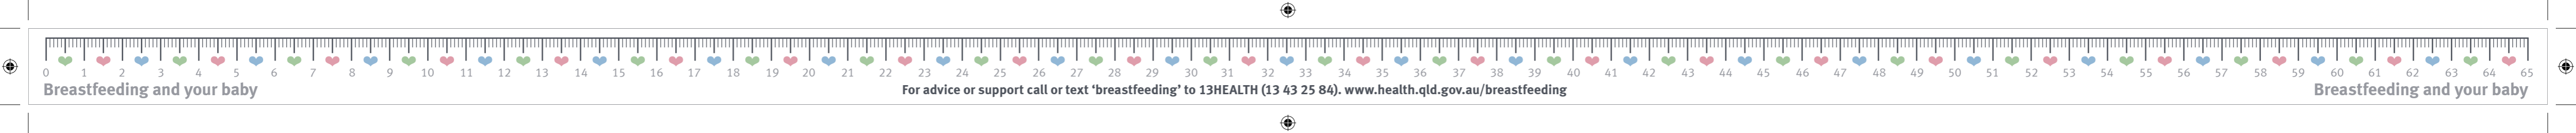 0 1 2 3 4 5 6 7 8 9 10 11 12 13 14 15 16 17 18 19 20 21 22 23 24 25 26 27 28 29 30 31 32 33 34 35 36 37 38 39 40 41 42 43 44 45 46 47 48 49 50 51 52 53 54 55 56 57 58 59 60 61 62 63 64 65
Breastfeeding and your baby For advice or support call or text ‘breastfeeding’ to 13HEALTH (13 43 25 84). www.health.qld.gov.au/breastfeeding Breastfeeding and your baby